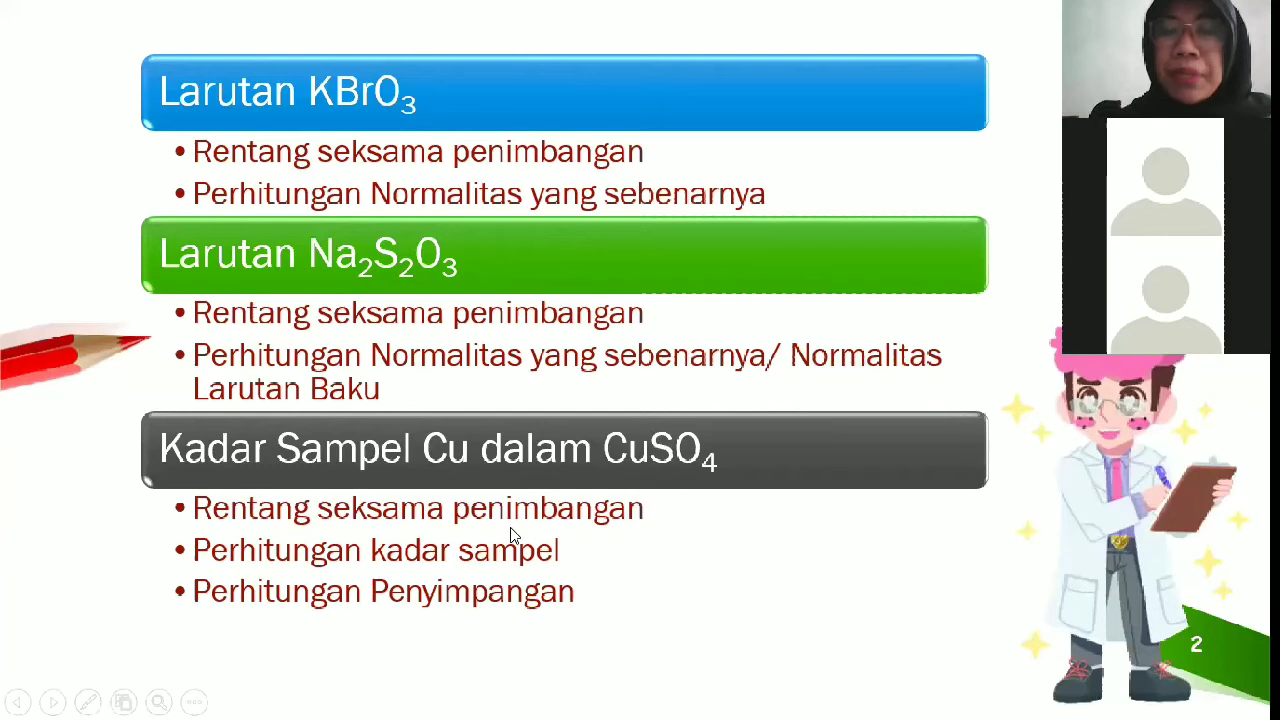 Larutan KBrO₃
• Rentang seksama penimbangan
• Perhitungan Normalitas yang sebenarnya
Larutan Na₂S₂O₃
• Rentang seksama penimbangan
• Perhitungan Normalitas yang sebenarnya/ Normalitas
Larutan Baku
Kadar Sampel Cu dalam CuSO₄
• Rentang seksama penimbangan
• Perhitungan kadar sampel
• Perhitungan Penyimpangan
2